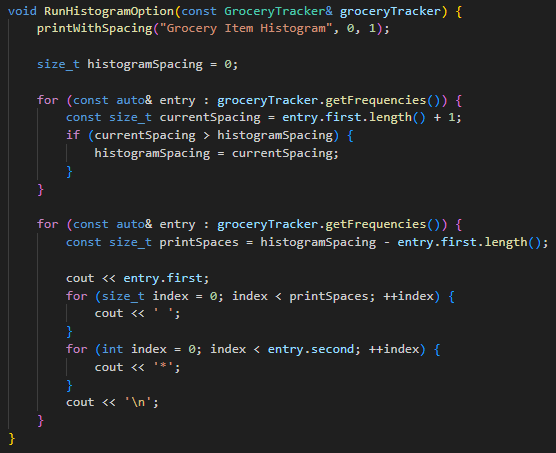 void RunHistogramOption(const GroceryTracker& groceryTracker) {
    printWithSpacing("Grocery Item Histogram", 0, 1);

    size_t histogramSpacing = 0;

    for (const auto& entry : groceryTracker.getFrequencies()) {
        const size_t currentSpacing = entry.first.length() + 1;
        if (currentSpacing > histogramSpacing) {
            histogramSpacing = currentSpacing;
        }
    }

    for (const auto& entry : groceryTracker.getFrequencies()) {
        const size_t printSpaces = histogramSpacing - entry.first.length();

        cout << entry.first;
        for (size_t index = 0; index < printSpaces; ++index) {
            cout << ' ';
        }
        for (int index = 0; index < entry.second; ++index) {
            cout << '*';
        }
        cout << '\n';
    }
}